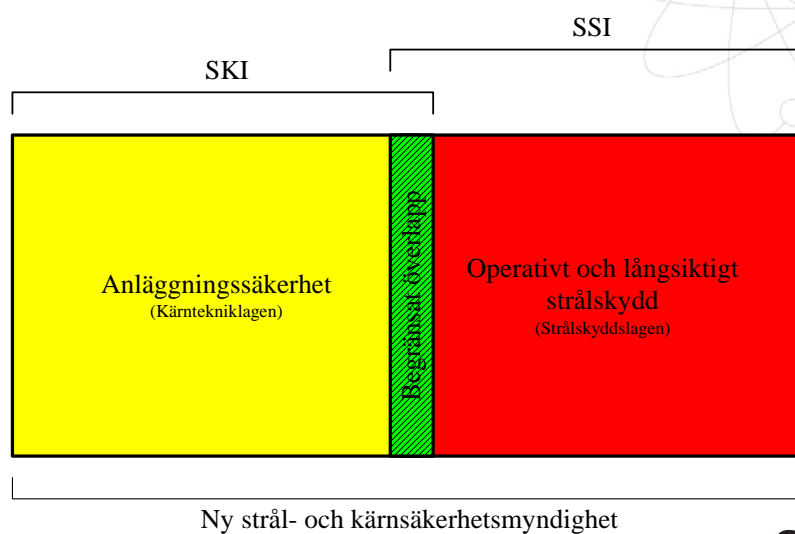 SSI
SKI
Anläggningssäkerhet
(Kärntekniklagen)
Begränsat överlapp
Operativt och långsiktigt
strålskydd
(Strålskyddslagen)
Ny strål- och kärnsäkerhetsmyndighet